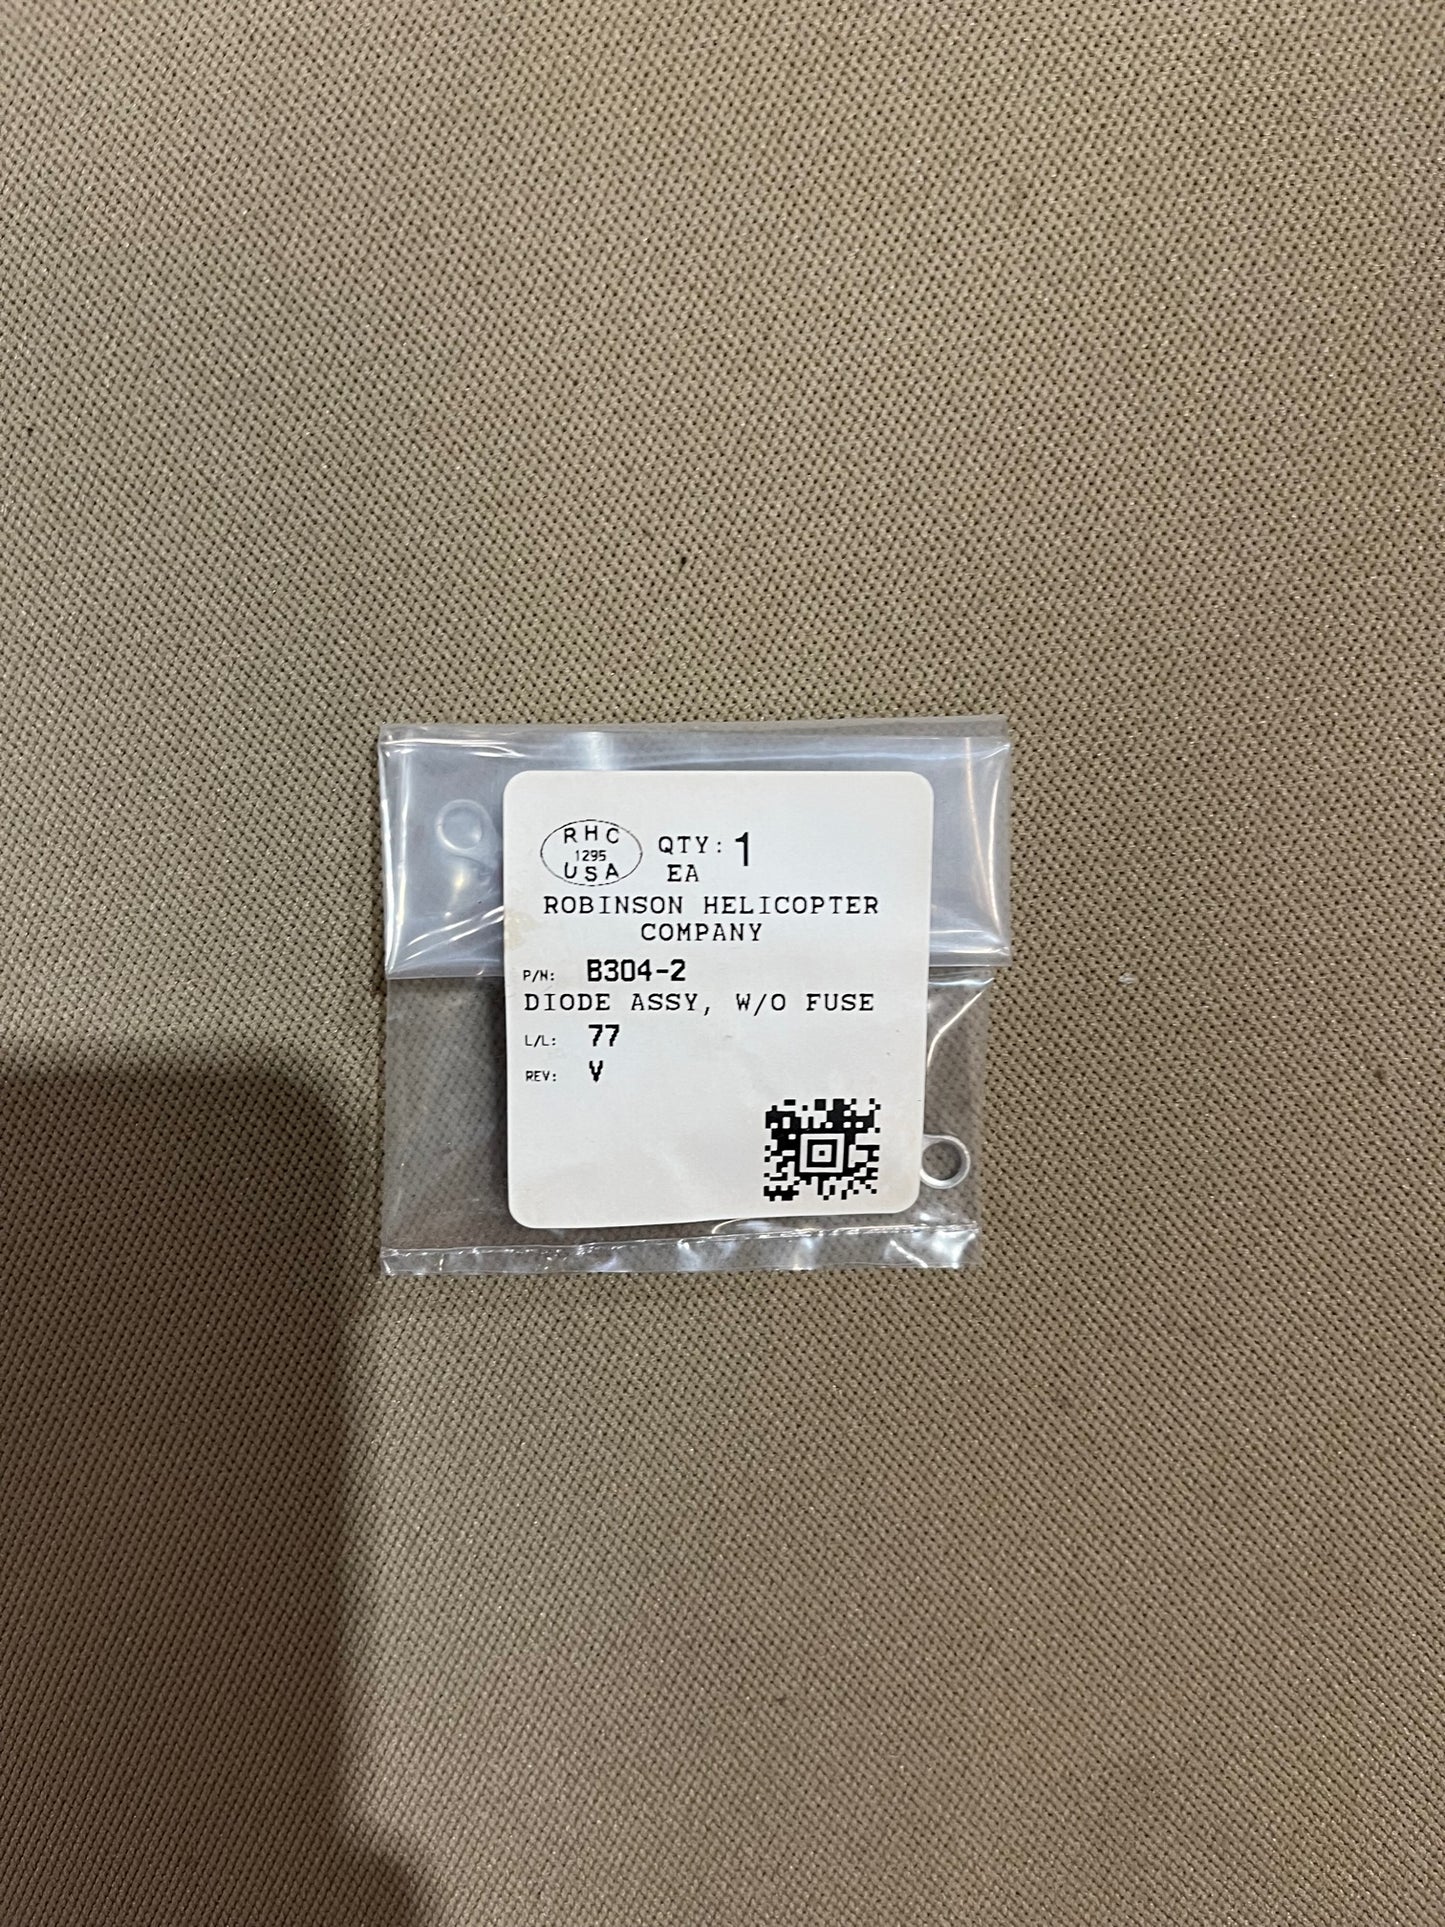 RHC
1295
USA
QTY: 1
EA
ROBINSON HELICOPTER
COMPANY
P/N: B304-2
DIODE ASSY, W/O FUSE
L/L: 77
REV: V